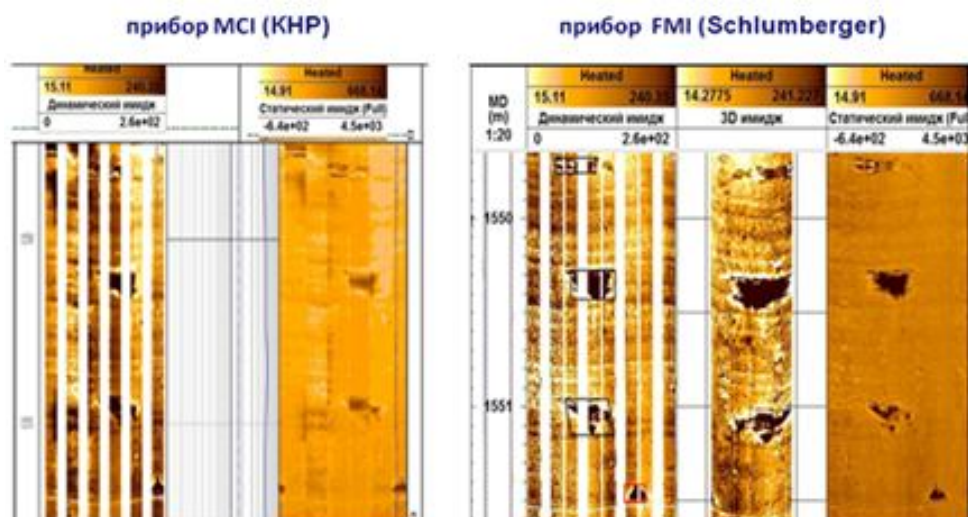 прибор MCI (КНР)
прибор FMI (Schlumberger)
Heated
15.11
Динамический имидж
0 2.6e+02
Heated
14.91 668.14
Статический имидж (Full)
-6.4e+02 4.5e+03
MD
(m)
1:20
Heated
15.11
Динамический имидж
0 2.6e+02
Heated
14.2775 241.227
3D имидж
Heated
14.91 668.14
Статический имидж (Full
-6.4e+02 4.5e+03
1550
1551